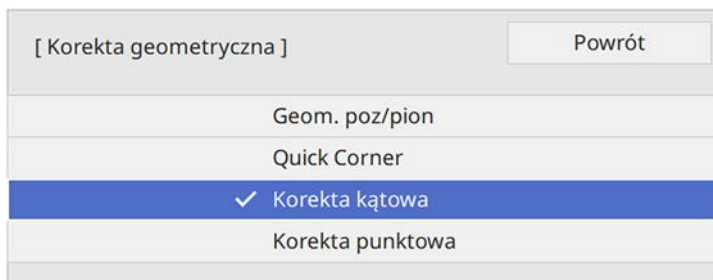 [ Korekta geometryczna ]
Powrót
Geom. poz/pion
Quick Corner
Korekta kątowa
Korekta punktowa